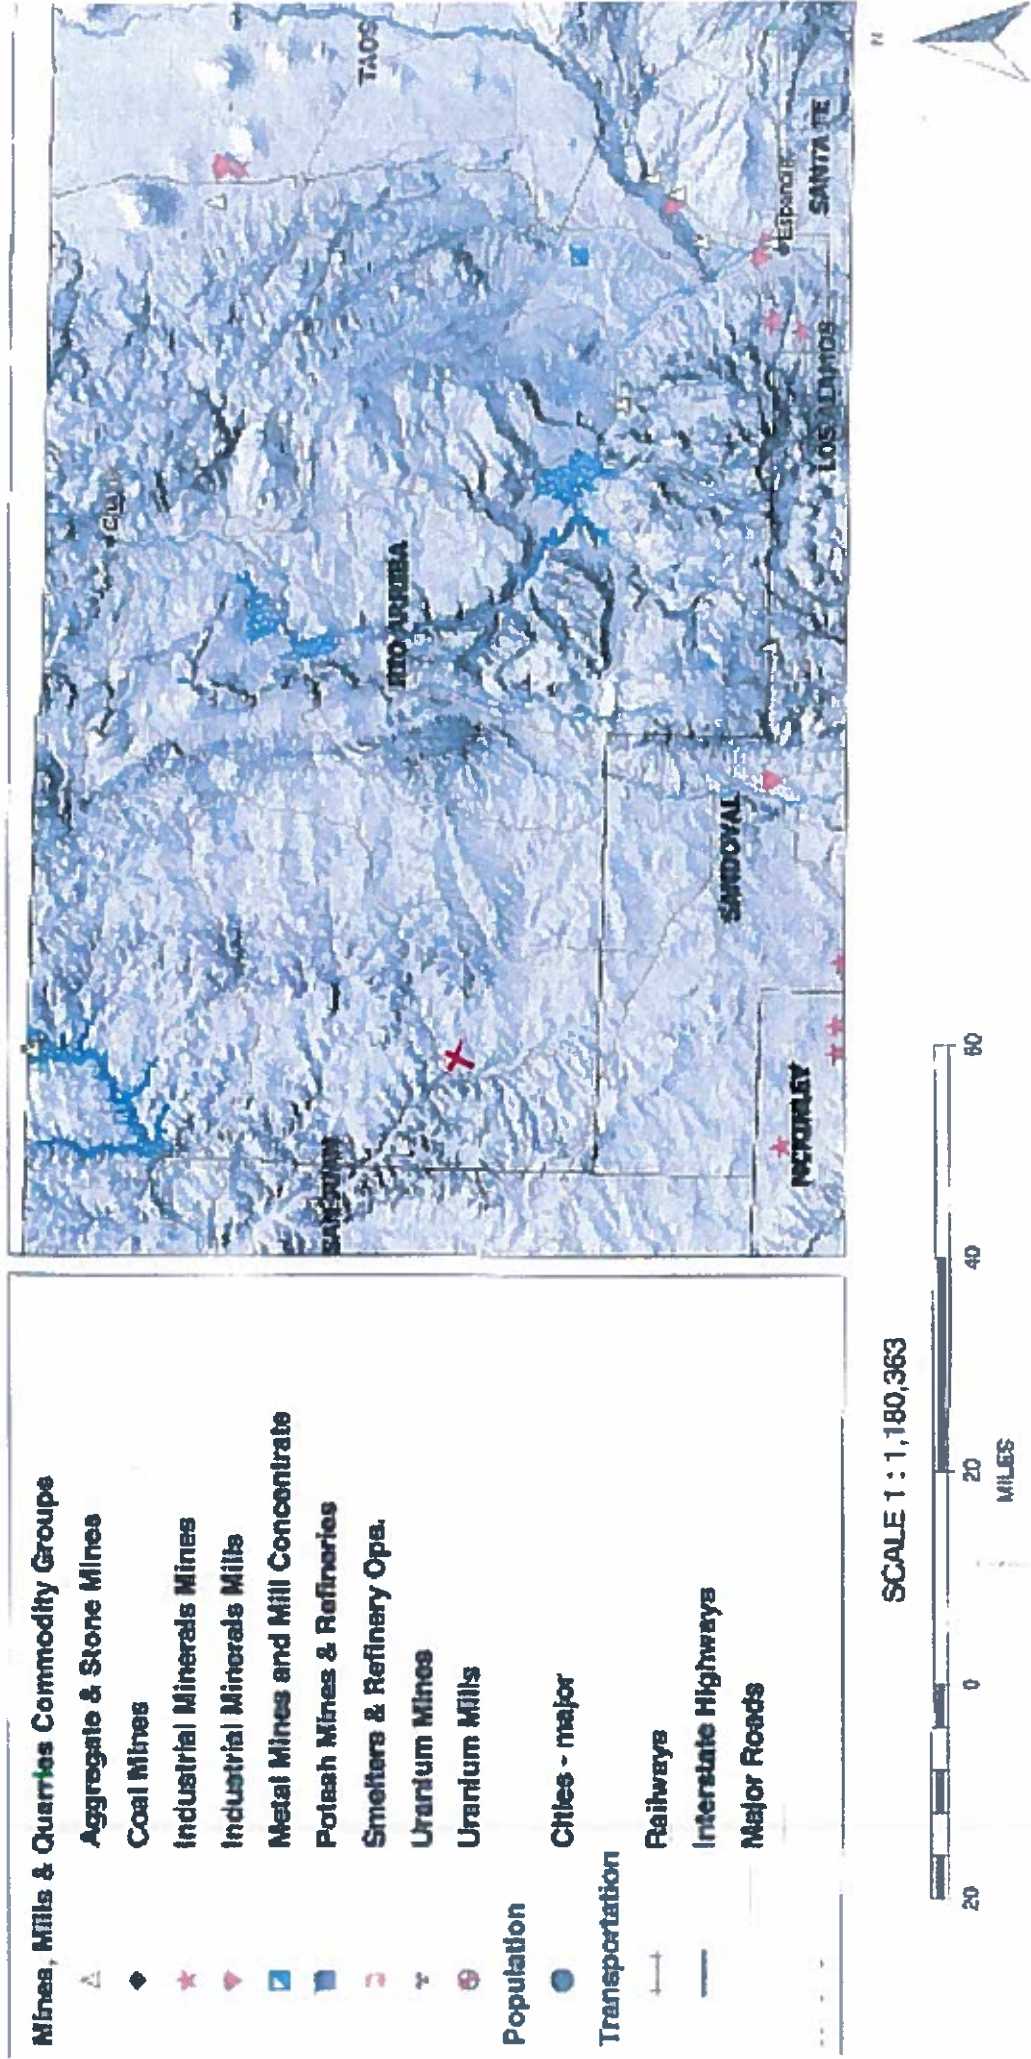 Mines, Mills & Quarries Commodity Groups
Aggregate & Stone Mines
Coal Mines
Industrial Minerals Mines
Industrial Minerals Mills
Metal Mines and Mill Concentrate
Potash Mines & Refineries
Smelters & Refinery Ops.
Uranium Mines
Uranium Mills
Population
Cities - major
Transportation
Railways
Interstate Highways
Major Roads
SAN JUAN
RIO ARRIBA
TAOS
MCKINLEY
SANDOVAL
LOS ALAMOS
Espanola
SANTA FE
N
SCALE 1 : 1,180,363
20
0
20
40
60
MILES